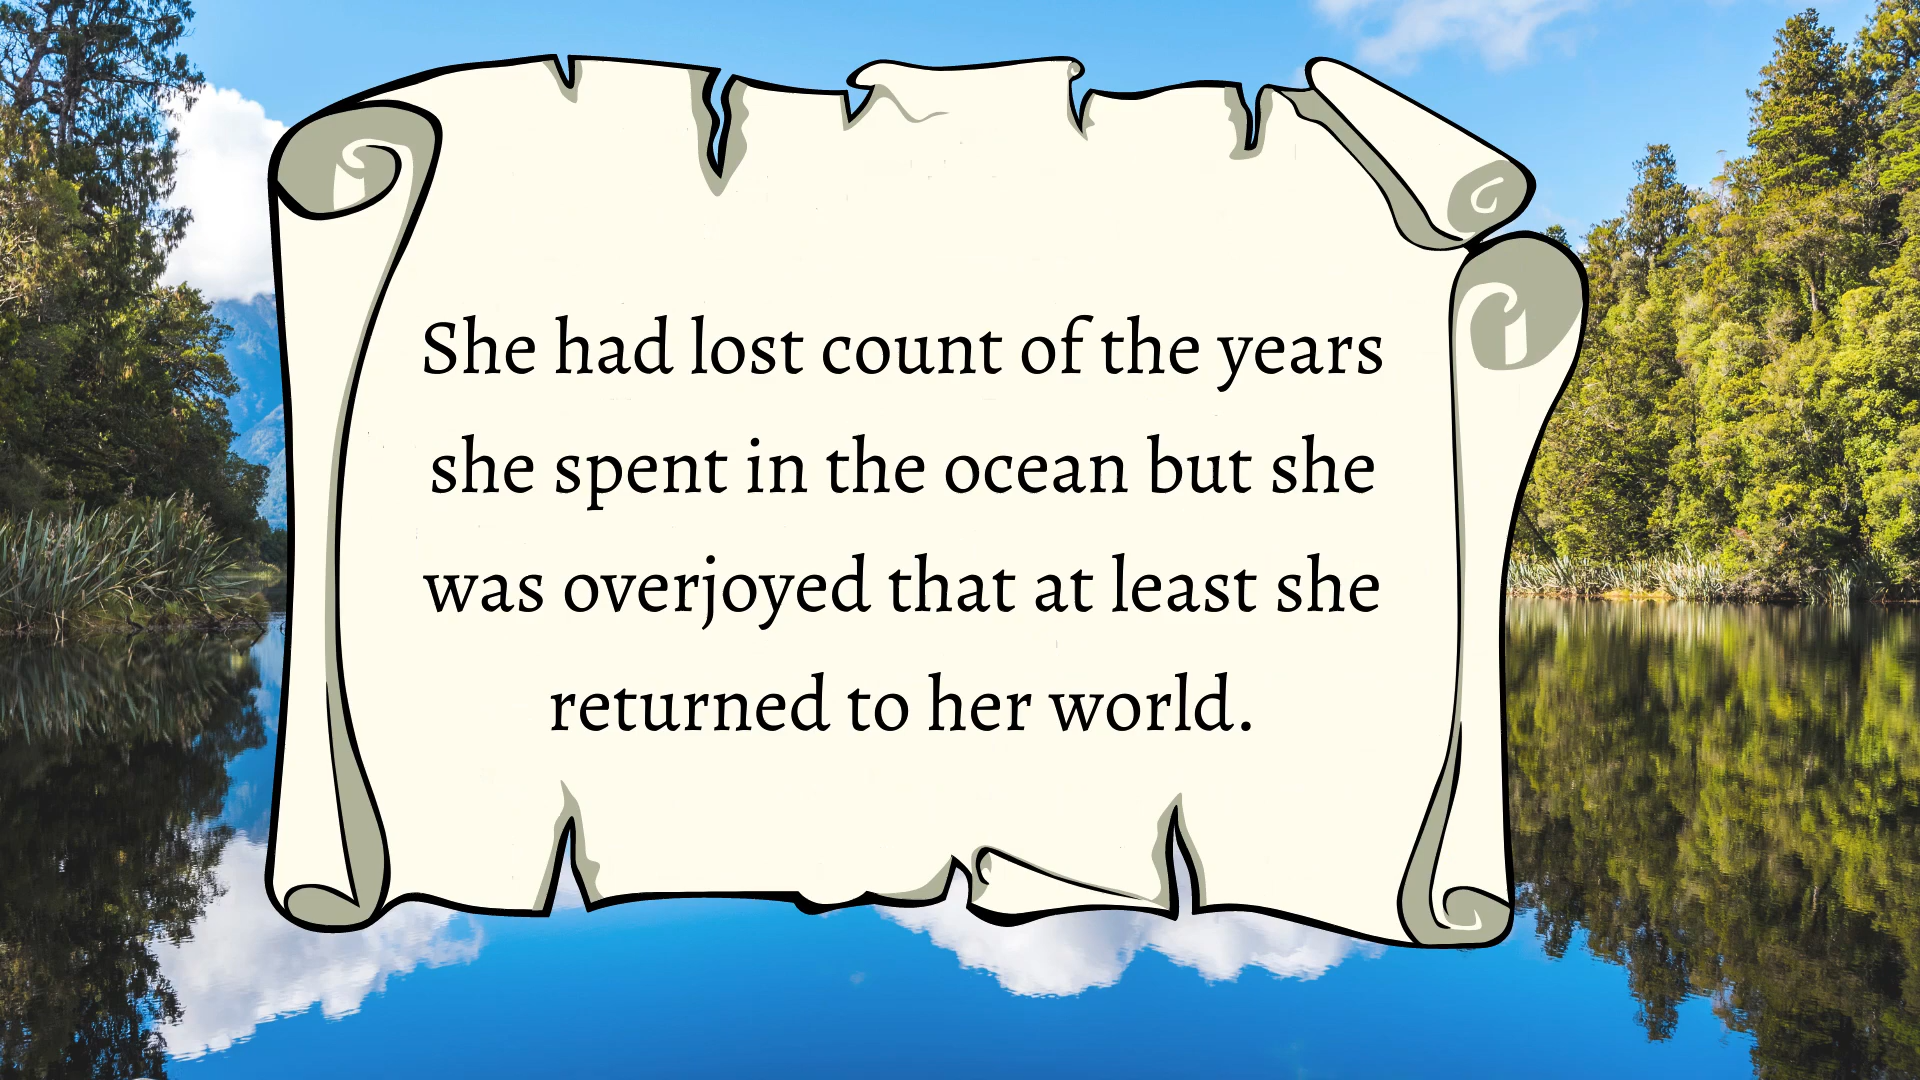 She had lost count of the years
she spent in the ocean but she
was overjoyed that at least she
returned to her world.